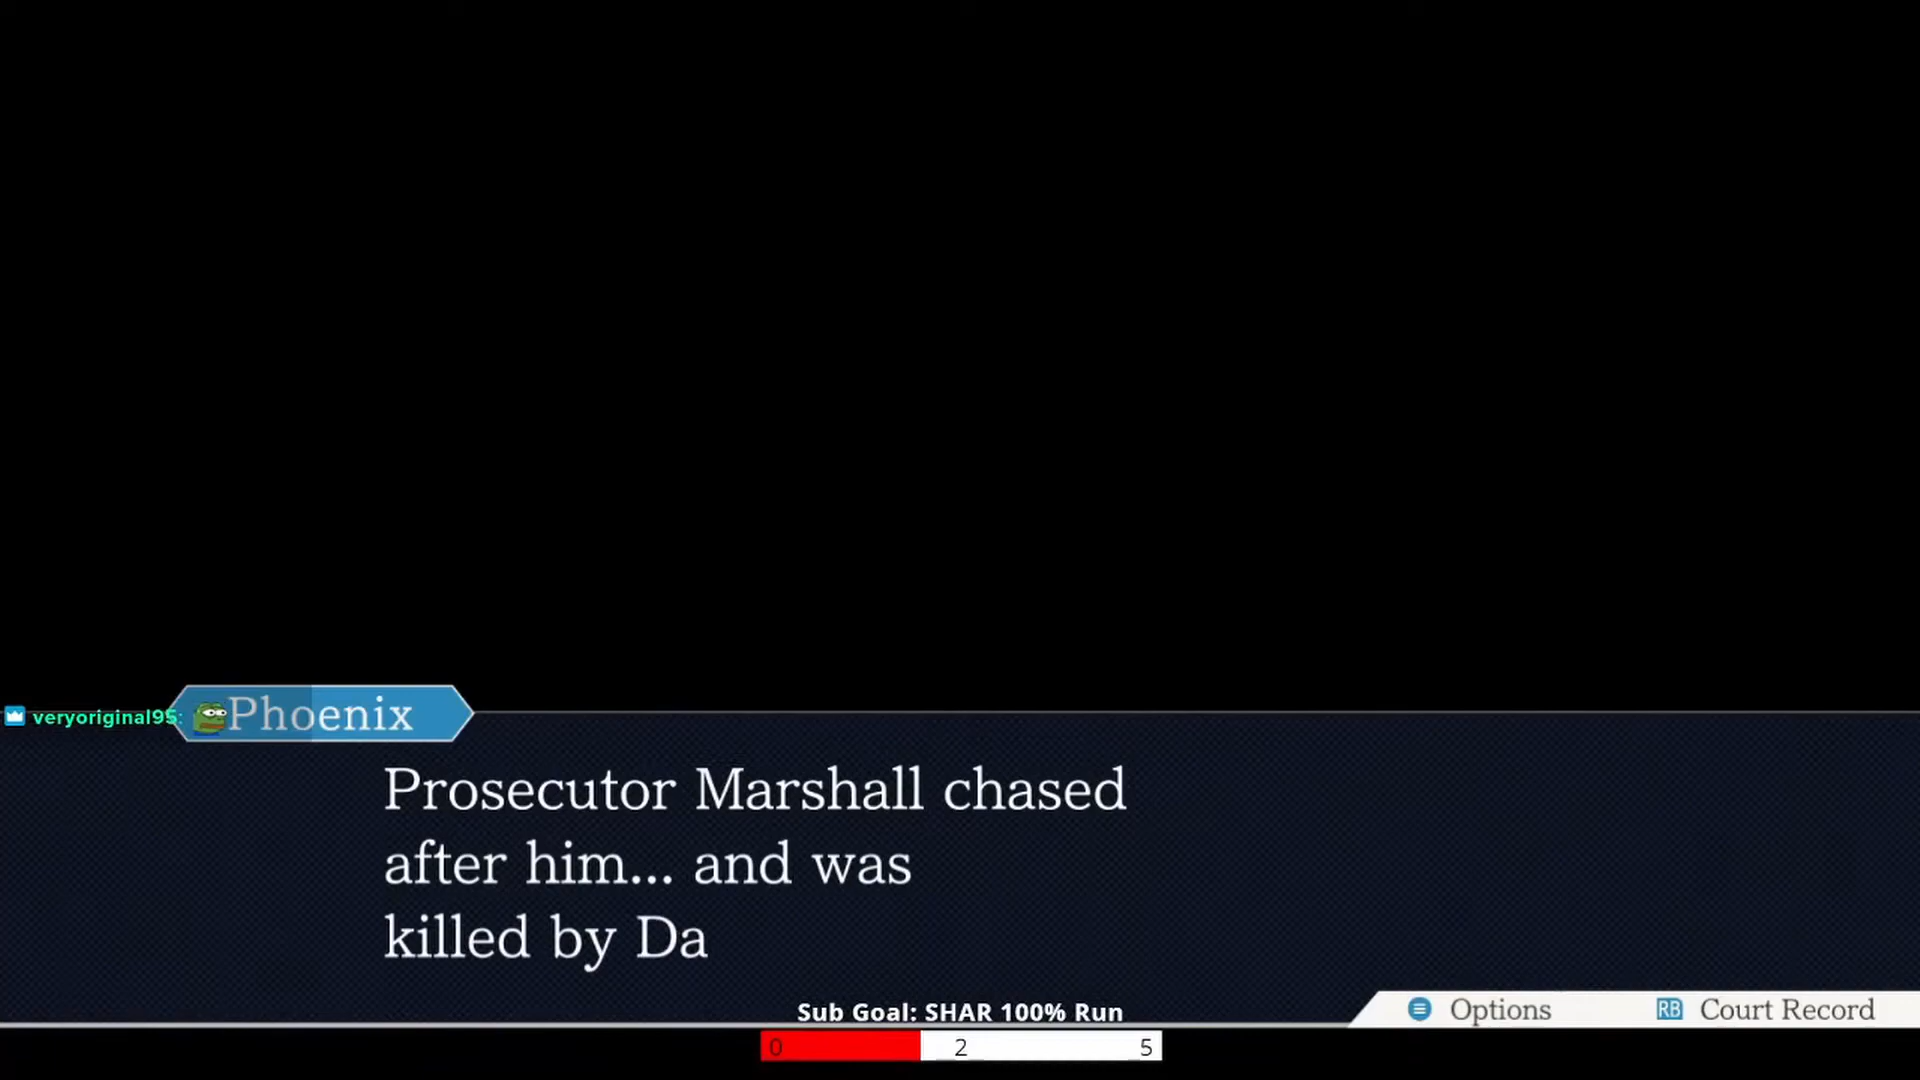 veryoriginal95:
Phoenix
Prosecutor Marshall chased
after him... and was
killed by Da
Sub Goal: SHAR 100% Run
0 2 5
Options
RB Court Record